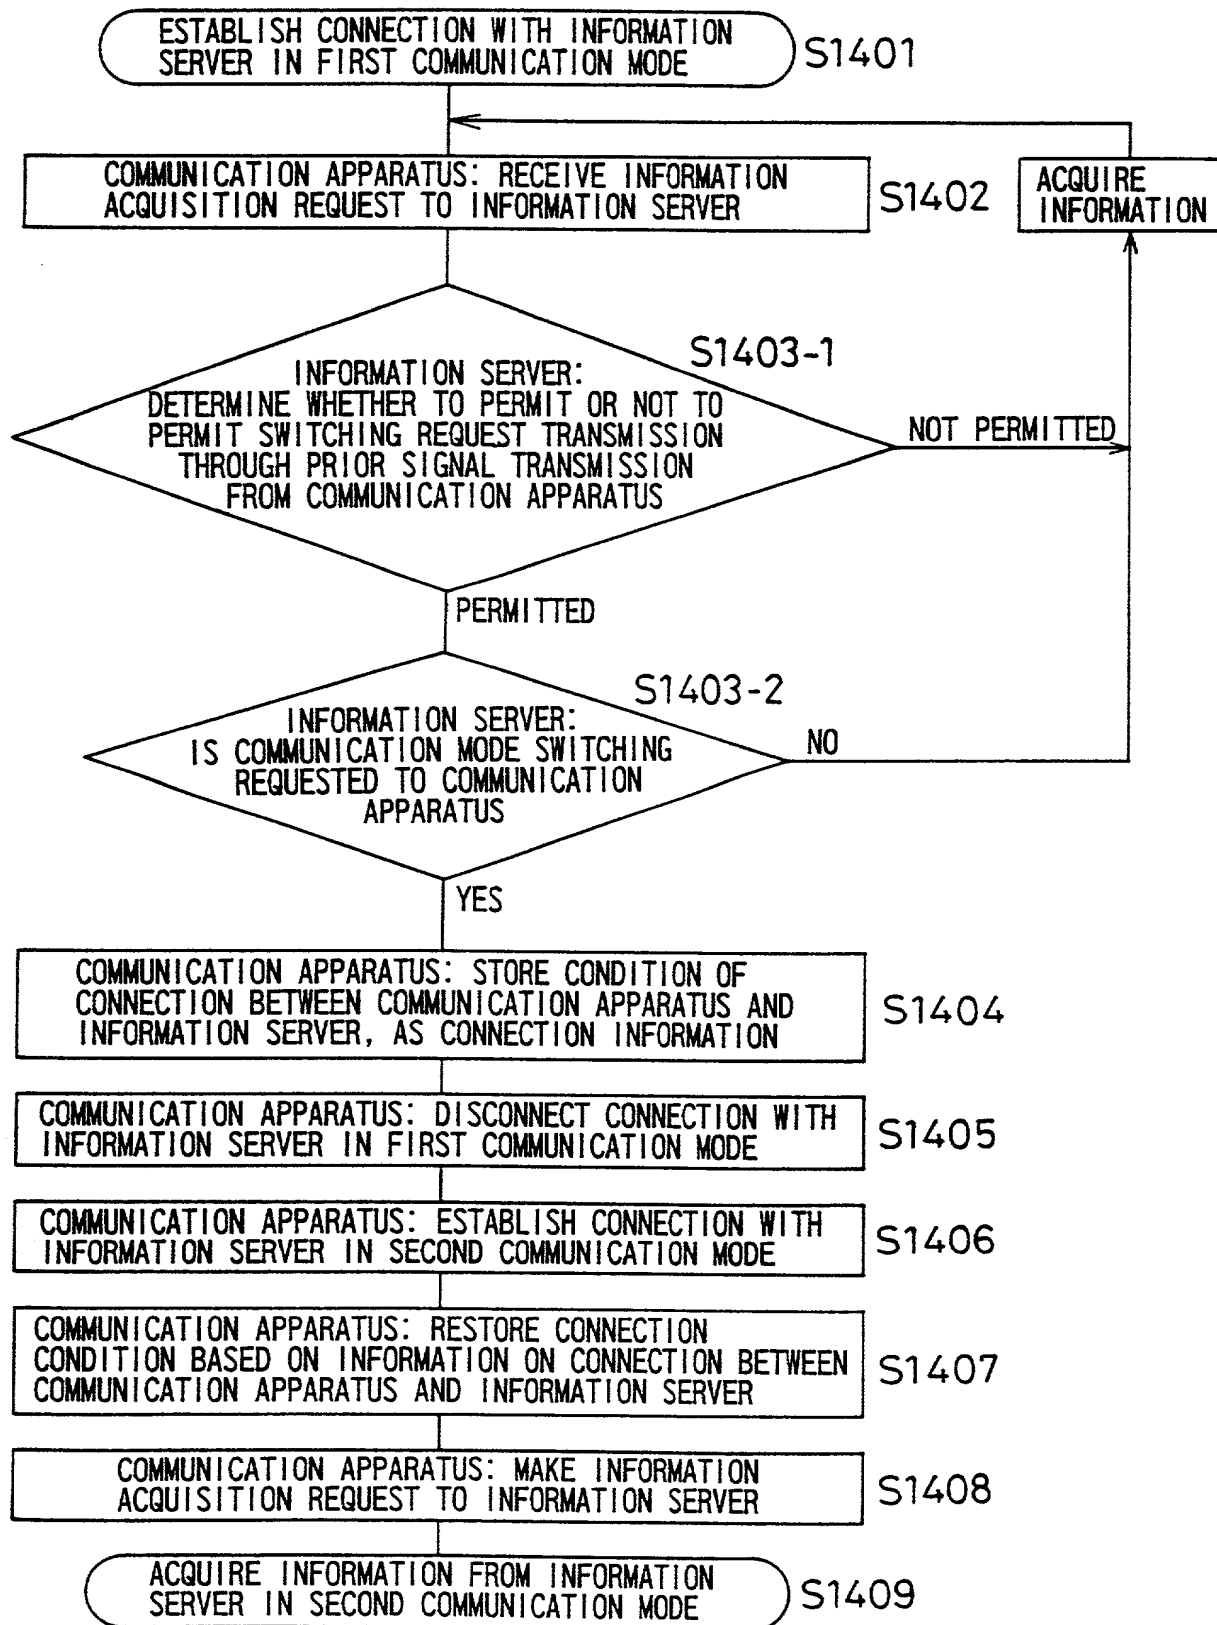 ESTABLISH CONNECTION WITH INFORMATION
SERVER IN FIRST COMMUNICATION MODE
S1401
COMMUNICATION APPARATUS: RECEIVE INFORMATION
ACQUISITION REQUEST TO INFORMATION SERVER
S1402
ACQUIRE
INFORMATION
S1403-1
INFORMATION SERVER:
DETERMINE WHETHER TO PERMIT OR NOT TO
PERMIT SWITCHING REQUEST TRANSMISSION
THROUGH PRIOR SIGNAL TRANSMISSION
FROM COMMUNICATION APPARATUS
NOT PERMITTED
PERMITTED
S1403-2
INFORMATION SERVER:
IS COMMUNICATION MODE SWITCHING
REQUESTED TO COMMUNICATION
APPARATUS
NO
YES
COMMUNICATION APPARATUS: STORE CONDITION OF
CONNECTION BETWEEN COMMUNICATION APPARATUS AND
INFORMATION SERVER, AS CONNECTION INFORMATION
S1404
COMMUNICATION APPARATUS: DISCONNECT CONNECTION WITH
INFORMATION SERVER IN FIRST COMMUNICATION MODE
S1405
COMMUNICATION APPARATUS: ESTABLISH CONNECTION WITH
INFORMATION SERVER IN SECOND COMMUNICATION MODE
S1406
COMMUNICATION APPARATUS: RESTORE CONNECTION
CONDITION BASED ON INFORMATION ON CONNECTION BETWEEN
COMMUNICATION APPARATUS AND INFORMATION SERVER
S1407
COMMUNICATION APPARATUS: MAKE INFORMATION
ACQUISITION REQUEST TO INFORMATION SERVER
S1408
ACQUIRE INFORMATION FROM INFORMATION
SERVER IN SECOND COMMUNICATION MODE
S1409